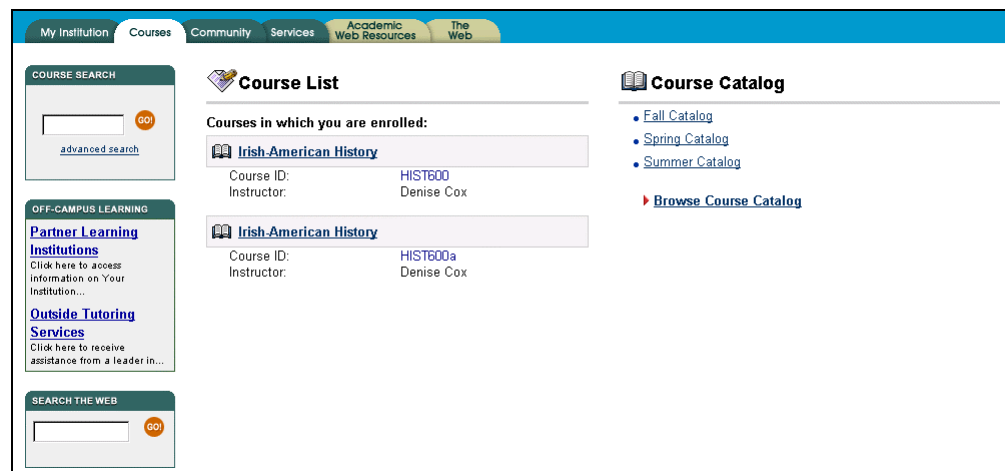 My Institution Courses Community Services Academic Web Resources The Web
COURSE SEARCH
GO!
advanced search
OFF-CAMPUS LEARNING
Partner Learning
Institutions
Click here to access
information on Your
Institution...
Outside Tutoring
Services
Click here to receive
assistance from a leader in...
SEARCH THE WEB
GO!
Course List
Courses in which you are enrolled:
Irish-American History
Course ID: HIST600
Instructor: Denise Cox
Irish-American History
Course ID: HIST600a
Instructor: Denise Cox
Course Catalog
Fall Catalog
Spring Catalog
Summer Catalog
Browse Course Catalog